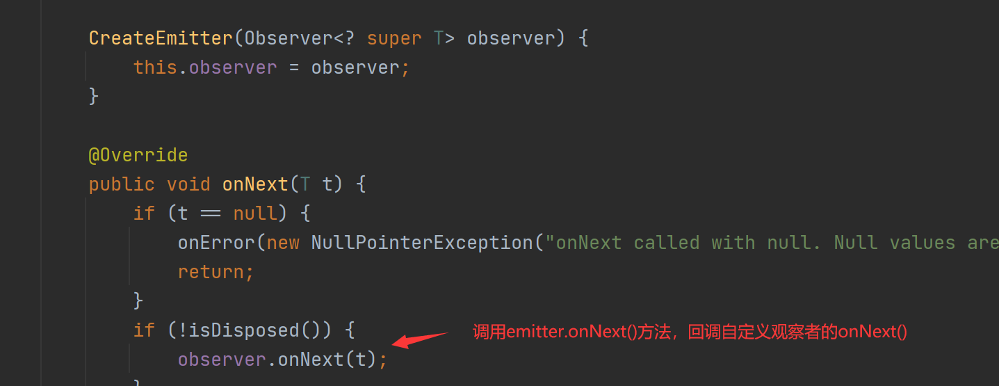 CreateEmitter(Observer<? super T> observer) {
this.observer = observer;
}
@Override
public void onNext(T t) {
if (t == null) {
onError(new NullPointerException("onNext called with null. Null values are
return;
}
if (!isDisposed()) {
调用emitter.onNext()方法，回调自定义观察者的onNext()
observer.onNext(t);
}